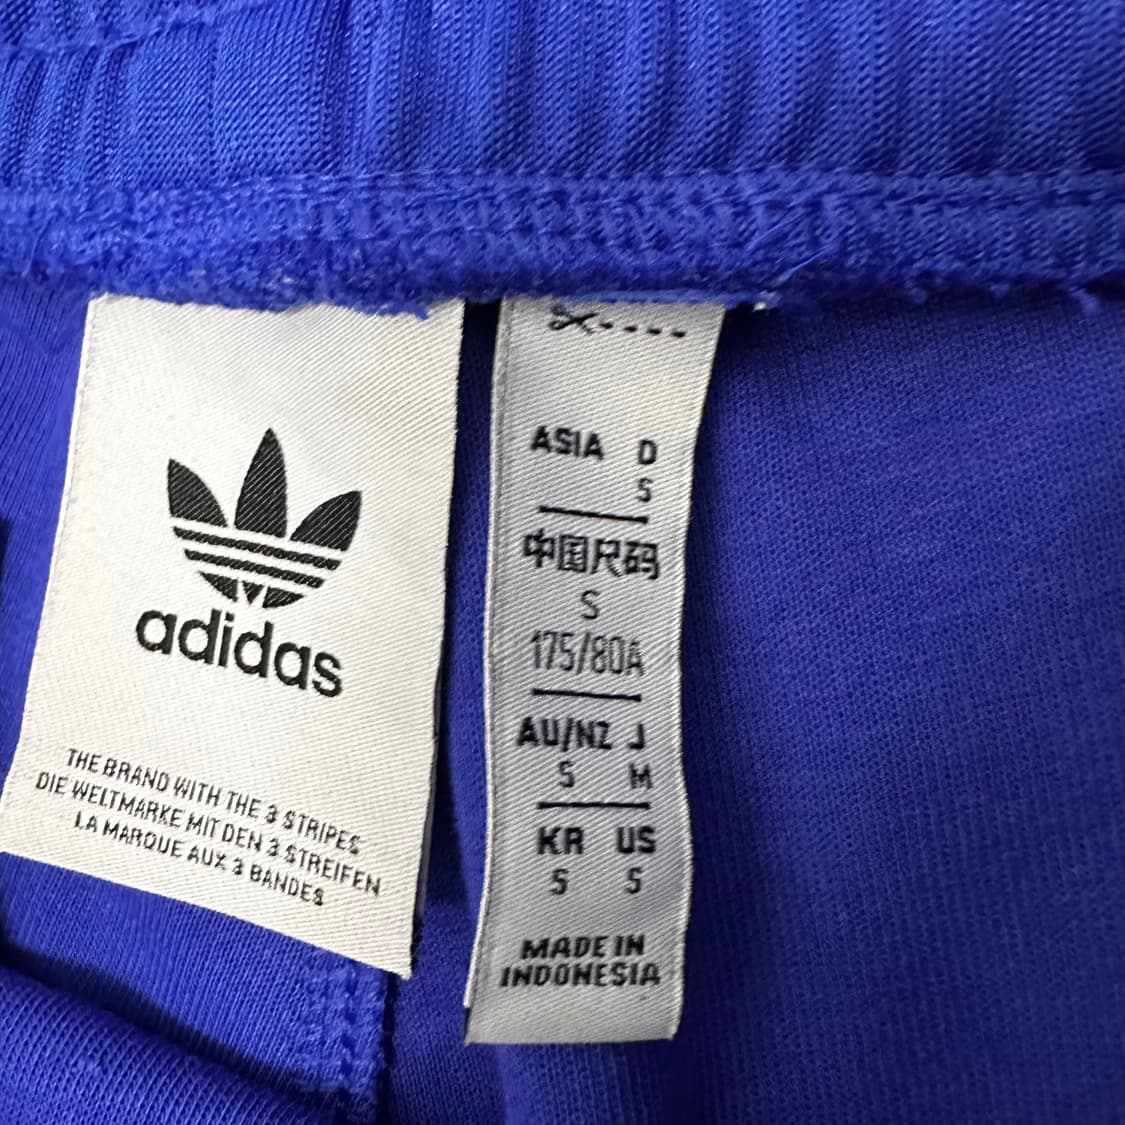 adidas
THE BRAND WITH THE 3 STRIPES
DIE WELTMARKE MIT DEN 3 STREIFEN
LA MARQUE AUX 3 BANDES
ASIA D
S
中国尺码
S
175/80A
AU/NZ J
S M
KR US
S S
MADE IN
INDONESIA